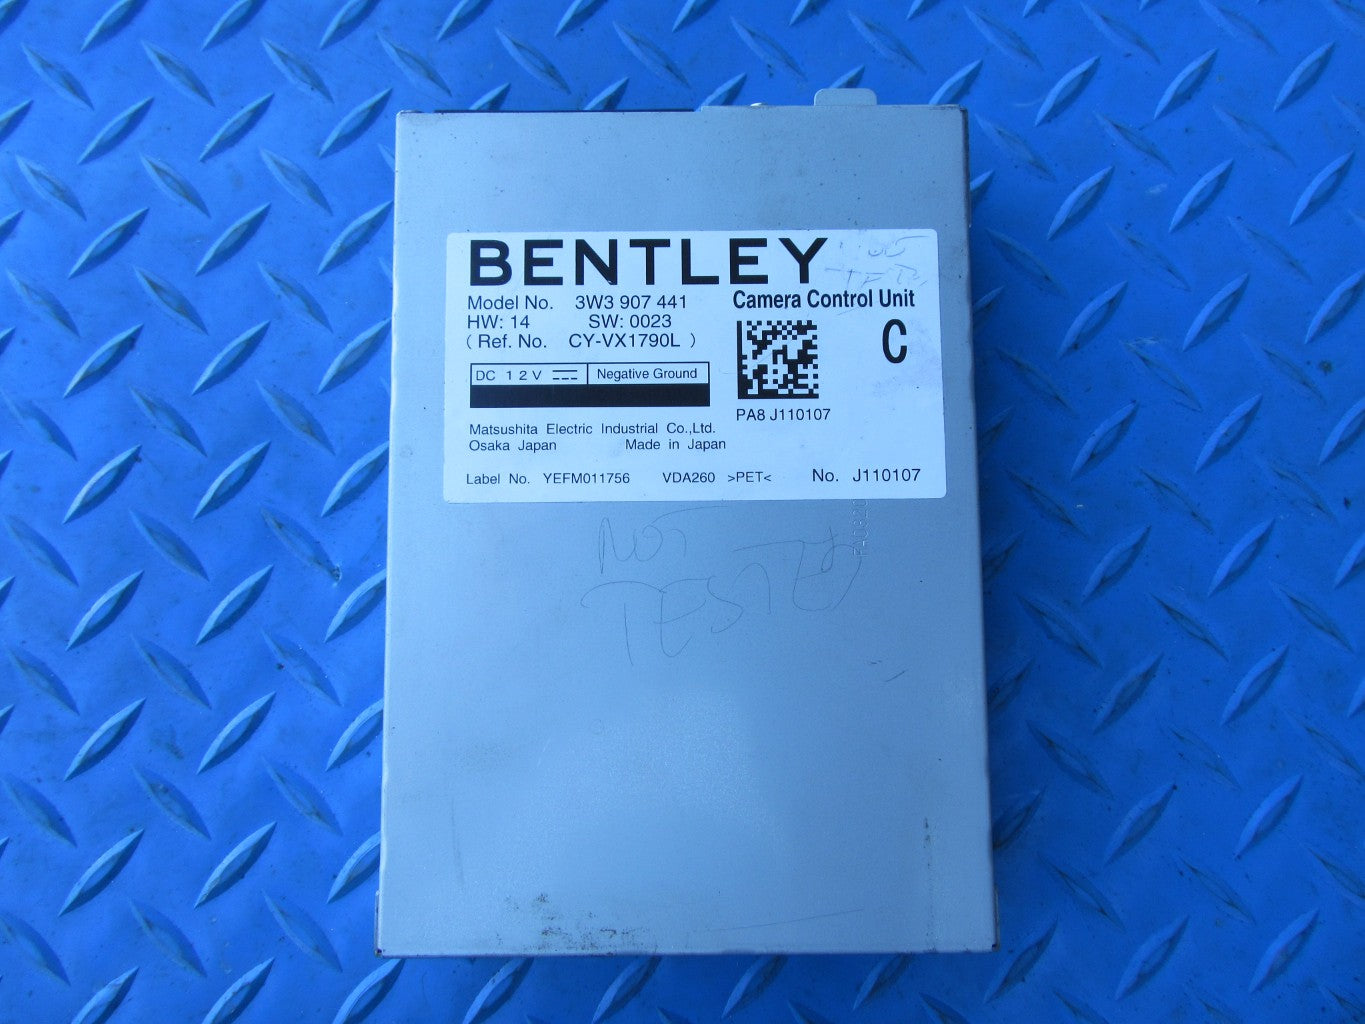 BENTLEY
Model No. 3W3 907 441
Camera Control Unit
HW: 14 SW: 0023
C
( Ref. No. CY-VX1790L )
DC 12V Negative Ground
PA8 J110107
Matsushita Electric Industrial Co.,Ltd.
Osaka Japan Made in Japan
Label No. YEFM011756 VDA260 >PET< No. J110107
NOT
TESTED